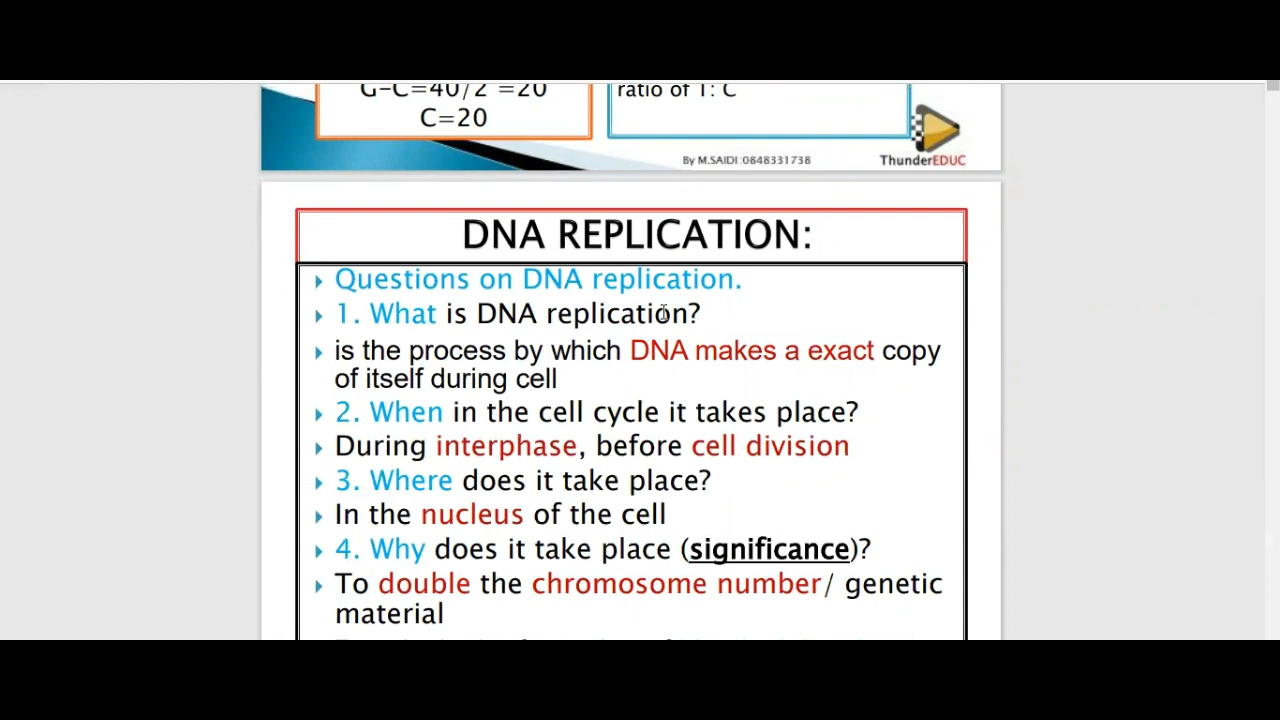 G-C=40/2 =20
C=20
ratio of T: C
By M.SAIDI :0848331738
ThunderEDUC
DNA REPLICATION:
Questions on DNA replication.
1. What is DNA replication?
is the process by which DNA makes a exact copy
of itself during cell
2. When in the cell cycle it takes place?
During interphase, before cell division
3. Where does it take place?
In the nucleus of the cell
4. Why does it take place (significance)?
To double the chromosome number/ genetic
material